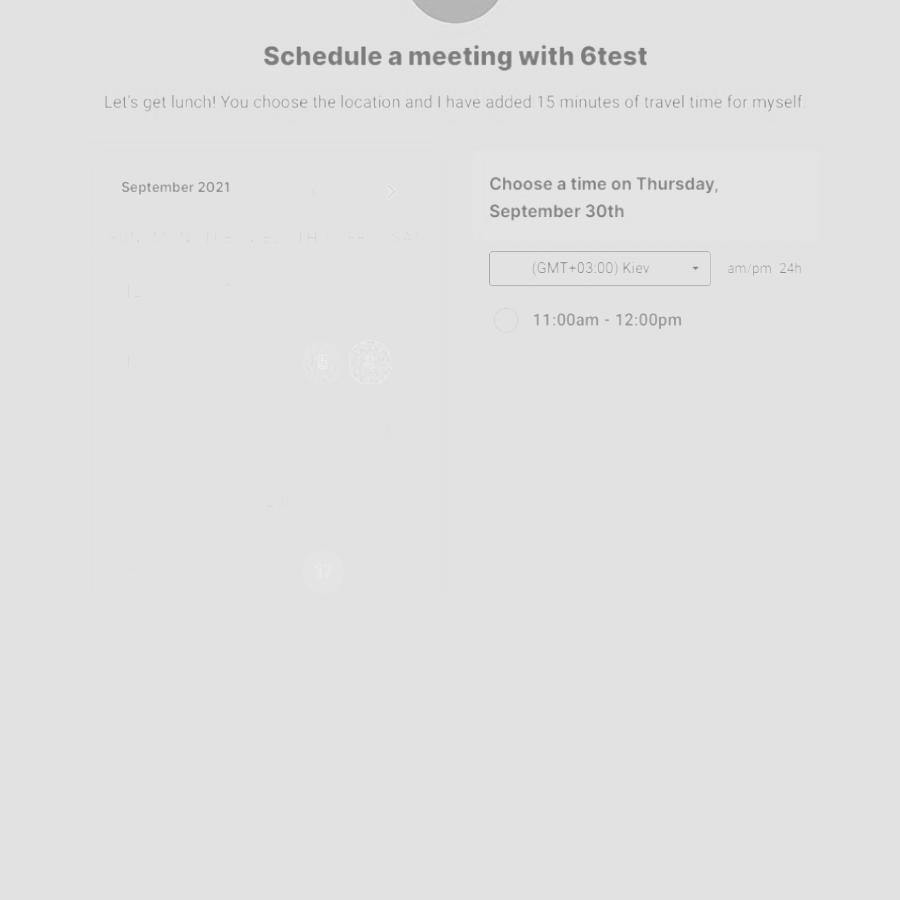 Schedule a meeting with 6test
Let's get lunch! You choose the location and I have added 15 minutes of travel time for myself.
September 2021
Choose a time on Thursday,
September 30th
(GMT+03:00) Kiev
am/pm 24h
11:00am - 12:00pm